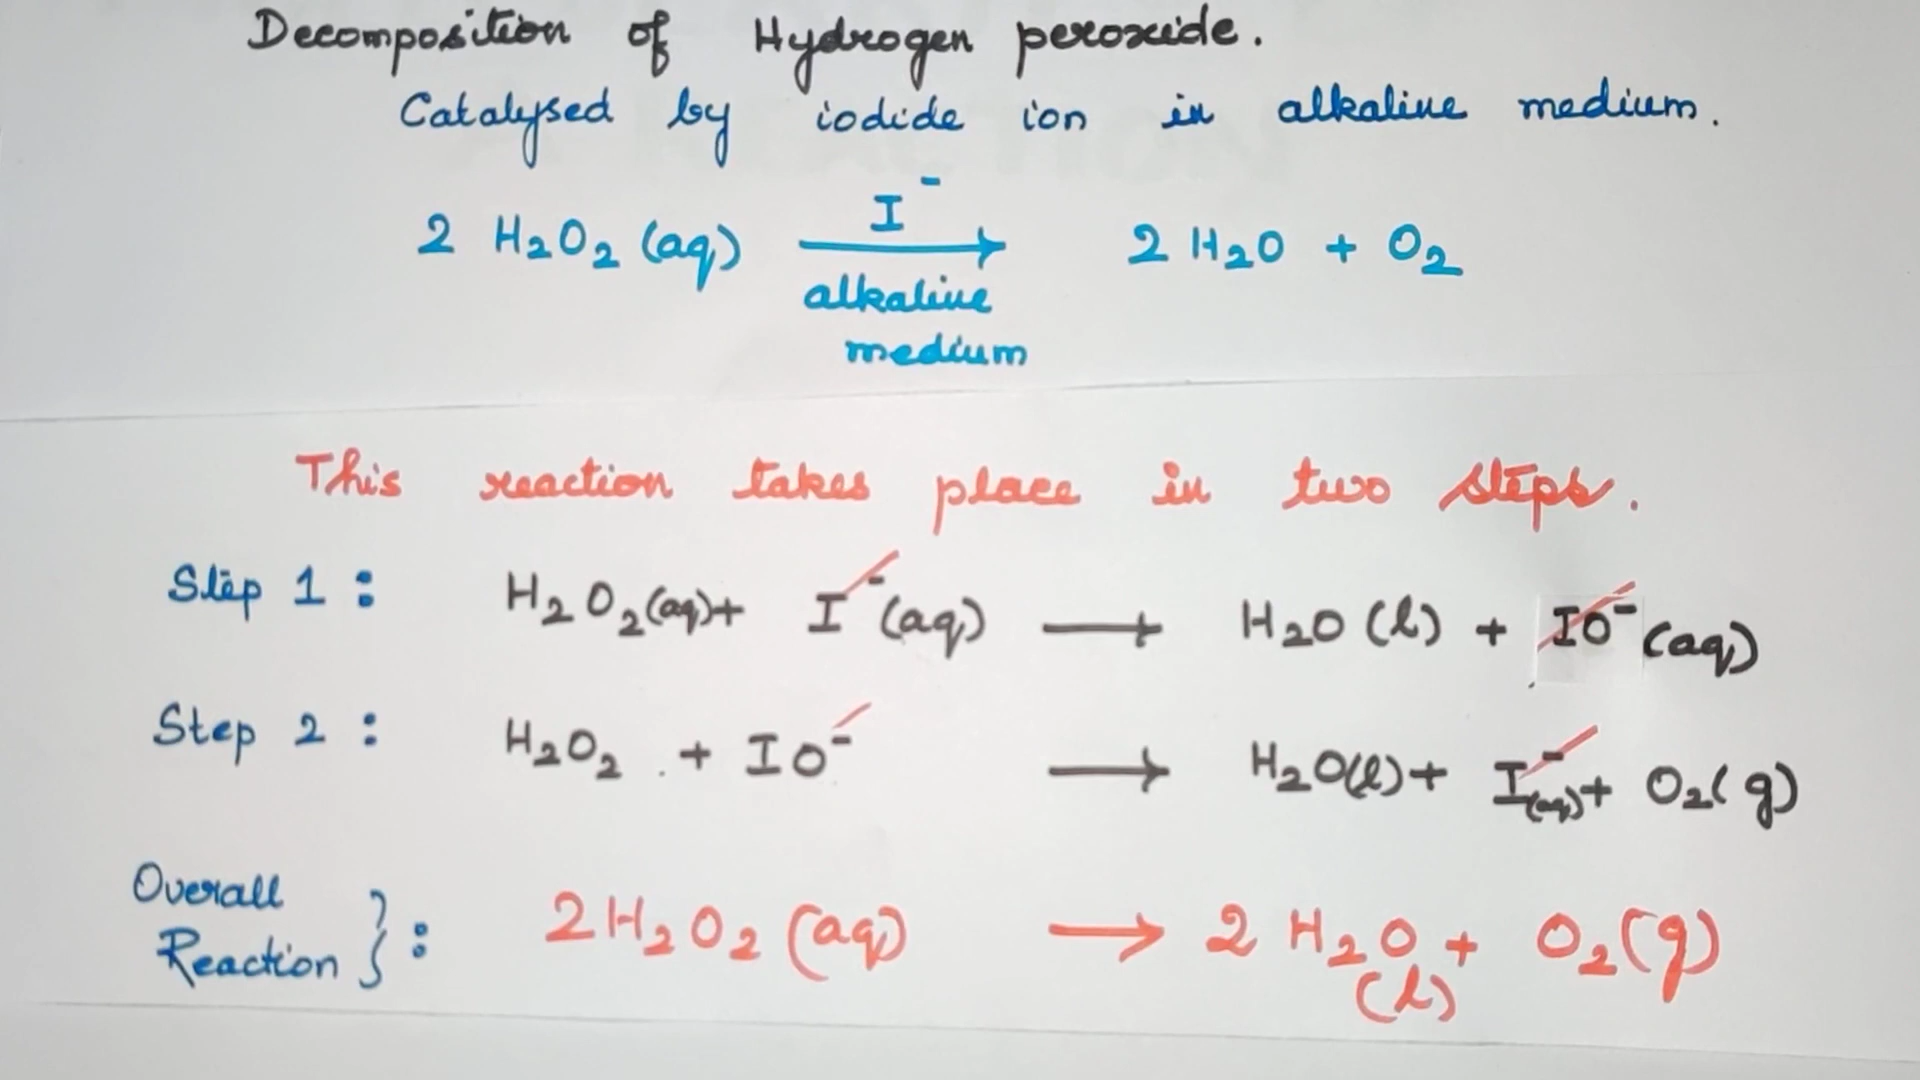 Decomposition of Hydrogen peroxide.
Catalysed by iodide ion in alkaline medium.
2 H₂O₂ (aq) I⁻ → 2 H₂O + O₂
alkaline
medium
This reaction takes place in two steps.
Step 1 : H₂O₂(aq)+ I⁻(aq) → H₂O (l) + IO⁻(aq)
Step 2 : H₂O₂ + IO⁻ → H₂O(l)+ I⁻(aq)+ O₂(g)
Overall
Reaction } : 2H₂O₂ (aq) → 2 H₂O + O₂(g)
(l)